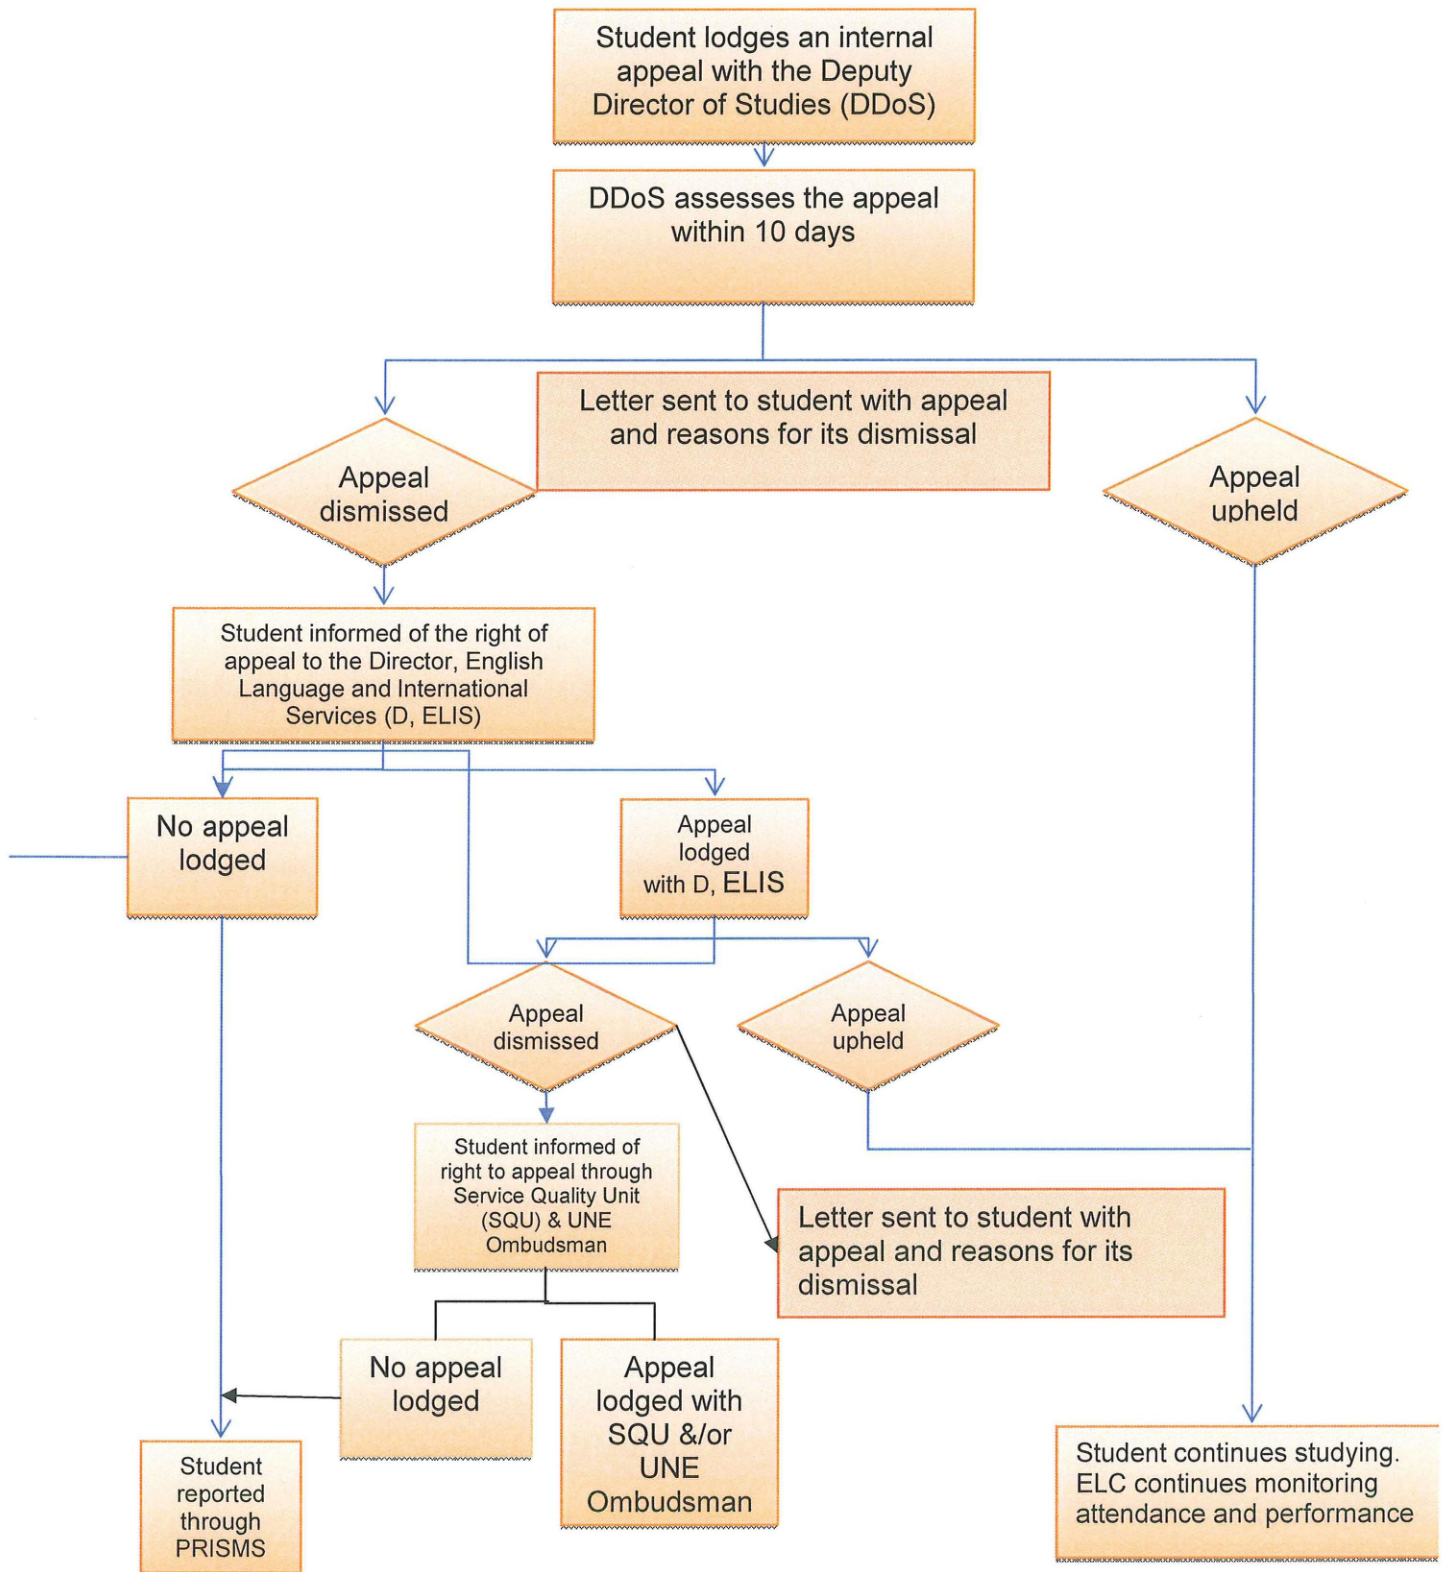 Student lodges an internal
appeal with the Deputy
Director of Studies (DDoS)
DDoS assesses the appeal
within 10 days
Letter sent to student with appeal
and reasons for its dismissal
Appeal
dismissed
Appeal
upheld
Student informed of the right of
appeal to the Director, English
Language and International
Services (D, ELIS)
No appeal
lodged
Appeal
lodged
with D, ELIS
Appeal
dismissed
Appeal
upheld
Student informed of
right to appeal through
Service Quality Unit
(SQU) & UNE
Ombudsman
Letter sent to student with
appeal and reasons for its
dismissal
No appeal
lodged
Appeal
lodged with
SQU &/or
UNE
Ombudsman
Student
reported
through
PRISMS
Student continues studying.
ELC continues monitoring
attendance and performance